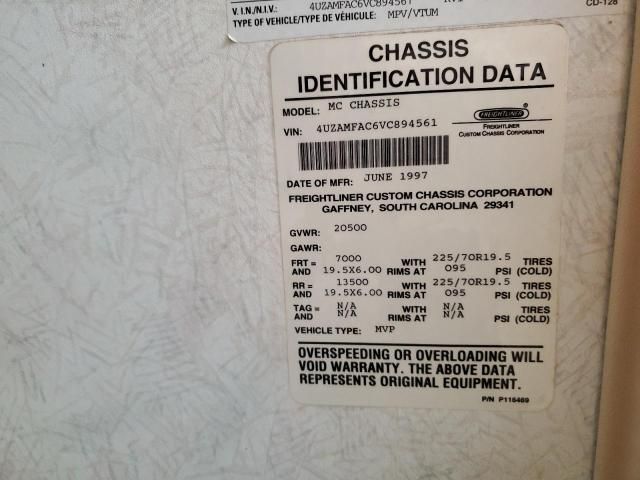 V.I.N./N.I.V. 4UZAMFAC6VC894561
CD-128
TYPE OF VEHICLE/TYPE DE VÉHICULE: MPV/VTUM
CHASSIS
IDENTIFICATION DATA
MODEL: MC CHASSIS
FREIGHTLINER
VIN: 4UZAMFAC6VC894561
FREIGHTLINER
CUSTOM CHASSIS CORPORATION
DATE OF MFR: JUNE 1997
FREIGHTLINER CUSTOM CHASSIS CORPORATION
GAFFNEY, SOUTH CAROLINA 29341
GVWR: 20500
GAWR:
FRT = 7000 WITH 225/70R19.5 TIRES
AND 19.5X6.00 RIMS AT 095 PSI (COLD)
RR = 13500 WITH 225/70R19.5 TIRES
AND 19.5X6.00 RIMS AT 095 PSI (COLD)
TAG = N/A WITH N/A TIRES
AND N/A RIMS AT N/A PSI (COLD)
VEHICLE TYPE: MVP
OVERSPEEDING OR OVERLOADING WILL
VOID WARRANTY. THE ABOVE DATA
REPRESENTS ORIGINAL EQUIPMENT.
P/N P116469